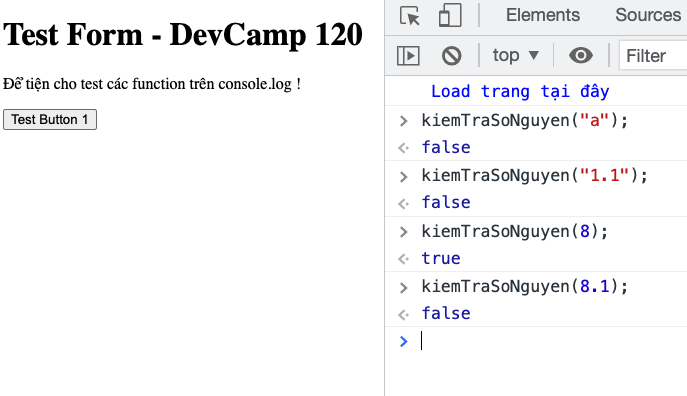 Test Form - DevCamp 120
Để tiện cho test các function trên console.log !
Test Button 1
Elements Sources
top ▼ Filter
Load trang tại đây
> kiemTraSoNguyen("a");
<· false
> kiemTraSoNguyen("1.1");
<· false
> kiemTraSoNguyen(8);
<· true
> kiemTraSoNguyen(8.1);
<· false
>